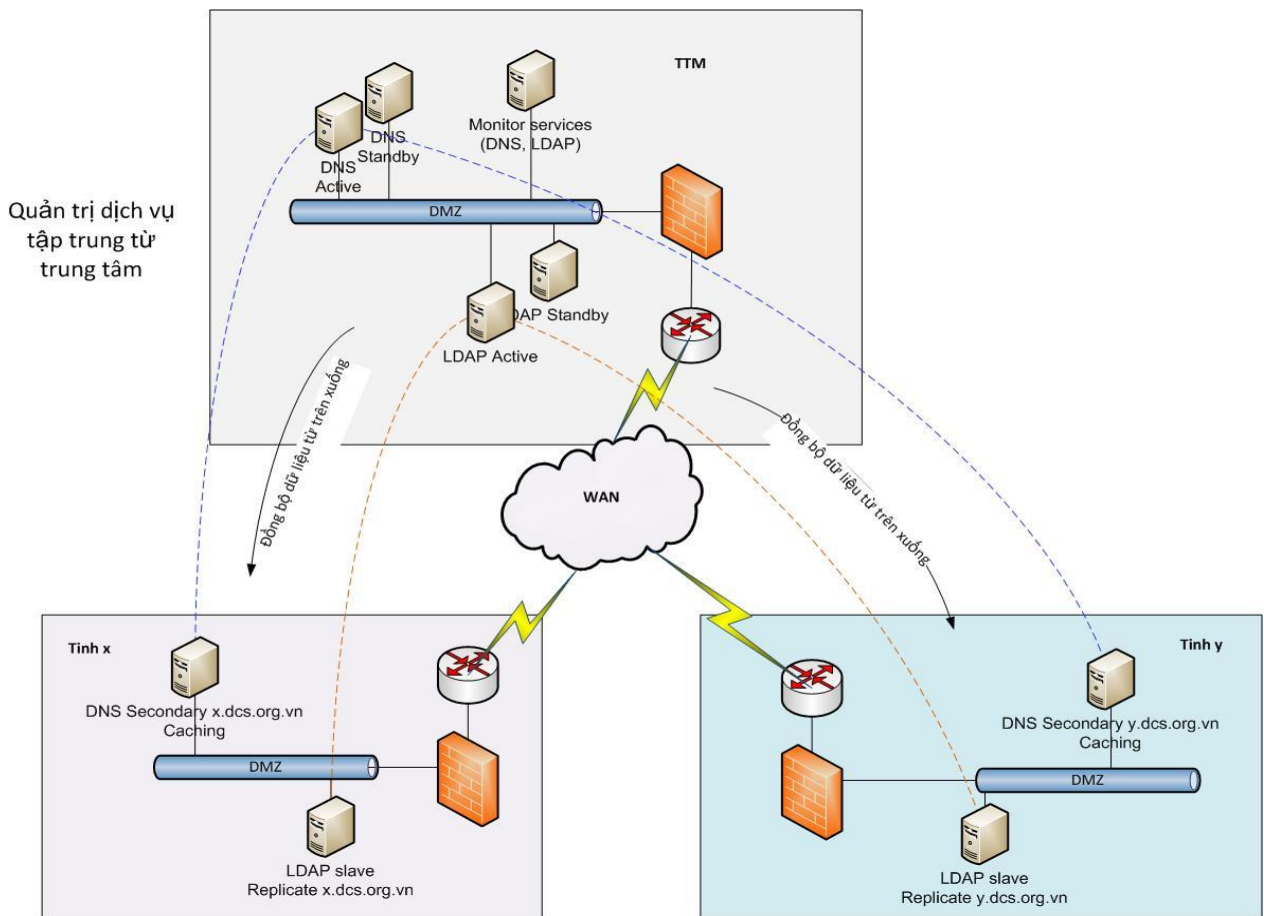 TTM
DNS
Standby
DNS
Active
Monitor services
(DNS, LDAP)
DMZ
Quản trị dịch vụ
tập trung từ
trung tâm
DAP Standby
LDAP Active
Đồng bộ dữ liệu từ trên xuống
Đồng bộ dữ liệu từ trên xuống
WAN
Tinh x
DNS Secondary x.dcs.org.vn
Caching
DMZ
LDAP slave
Replicate x.dcs.org.vn
Tinh y
DNS Secondary y.dcs.org.vn
Caching
DMZ
LDAP slave
Replicate y.dcs.org.vn